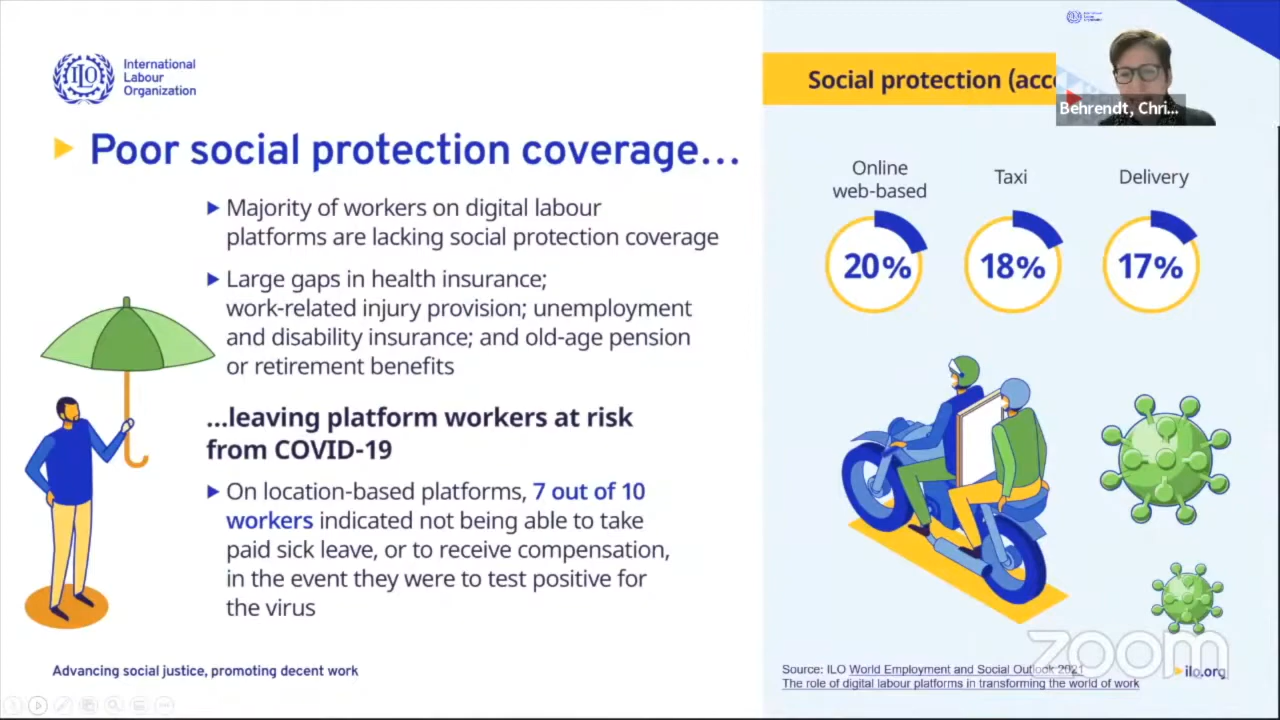 ILO
International
Labour
Organization
Poor social protection coverage...
Majority of workers on digital labour
platforms are lacking social protection coverage
Large gaps in health insurance;
work-related injury provision; unemployment
and disability insurance; and old-age pension
or retirement benefits
...leaving platform workers at risk
from COVID-19
On location-based platforms, 7 out of 10
workers indicated not being able to take
paid sick leave, or to receive compensation,
in the event they were to test positive for
the virus
Advancing social justice, promoting decent work
Social protection (acc
Behrendt, Chri...
Online
web-based
Taxi
Delivery
20%
18%
17%
Source: ILO World Employment and Social Outlook 2021
The role of digital labour platforms in transforming the world of work
ilo.org
zoom